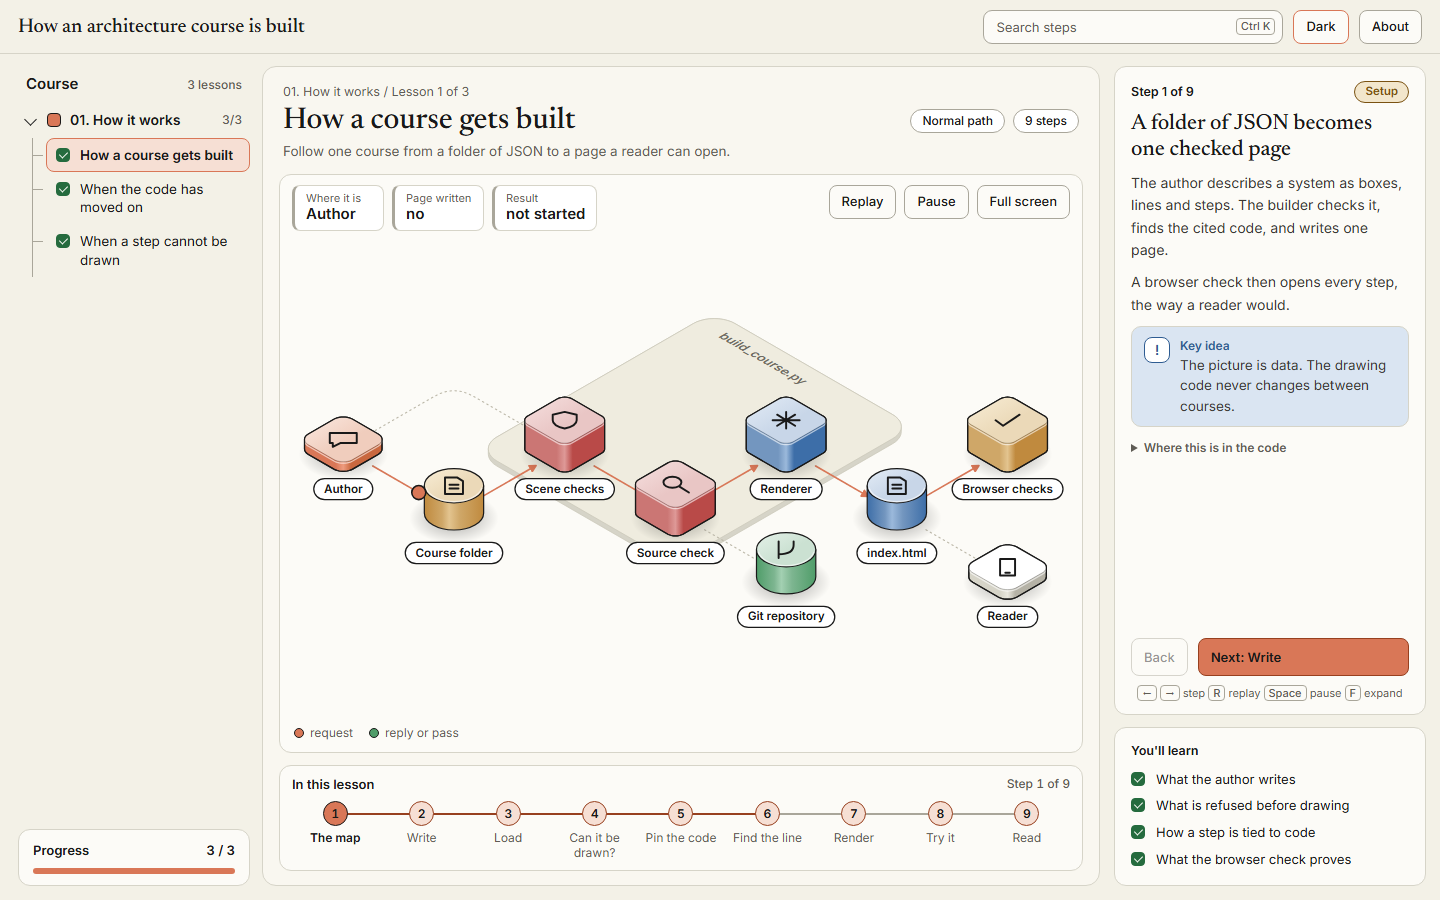 How an architecture course is built
Search steps
Ctrl K
Dark
About
Course
3 lessons
01. How it works
3/3
How a course gets built
When the code has
moved on
When a step cannot be
drawn
Progress
3 / 3
01. How it works / Lesson 1 of 3
How a course gets built
Normal path
9 steps
Follow one course from a folder of JSON to a page a reader can open.
Where it is
Author
Page written
no
Result
not started
Replay
Pause
Full screen
build_course.py
Author
Scene checks
Renderer
Browser checks
Course folder
Source check
index.html
Git repository
Reader
request
reply or pass
In this lesson
Step 1 of 9
1
2
3
4
5
6
7
8
9
The map
Write
Load
Can it be
drawn?
Pin the code
Find the line
Render
Try it
Read
Step 1 of 9
Setup
A folder of JSON becomes
one checked page
The author describes a system as boxes,
lines and steps. The builder checks it,
finds the cited code, and writes one
page.
A browser check then opens every step,
the way a reader would.
!
Key idea
The picture is data. The drawing
code never changes between
courses.
Where this is in the code
Back
Next: Write
← → step R replay Space pause F expand
You'll learn
What the author writes
What is refused before drawing
How a step is tied to code
What the browser check proves